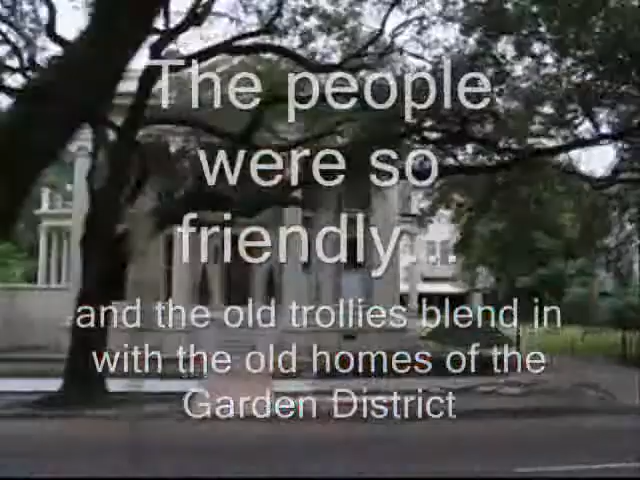 The people
were so
friendly...
and the old trollies blend in
with the old homes of the
Garden District